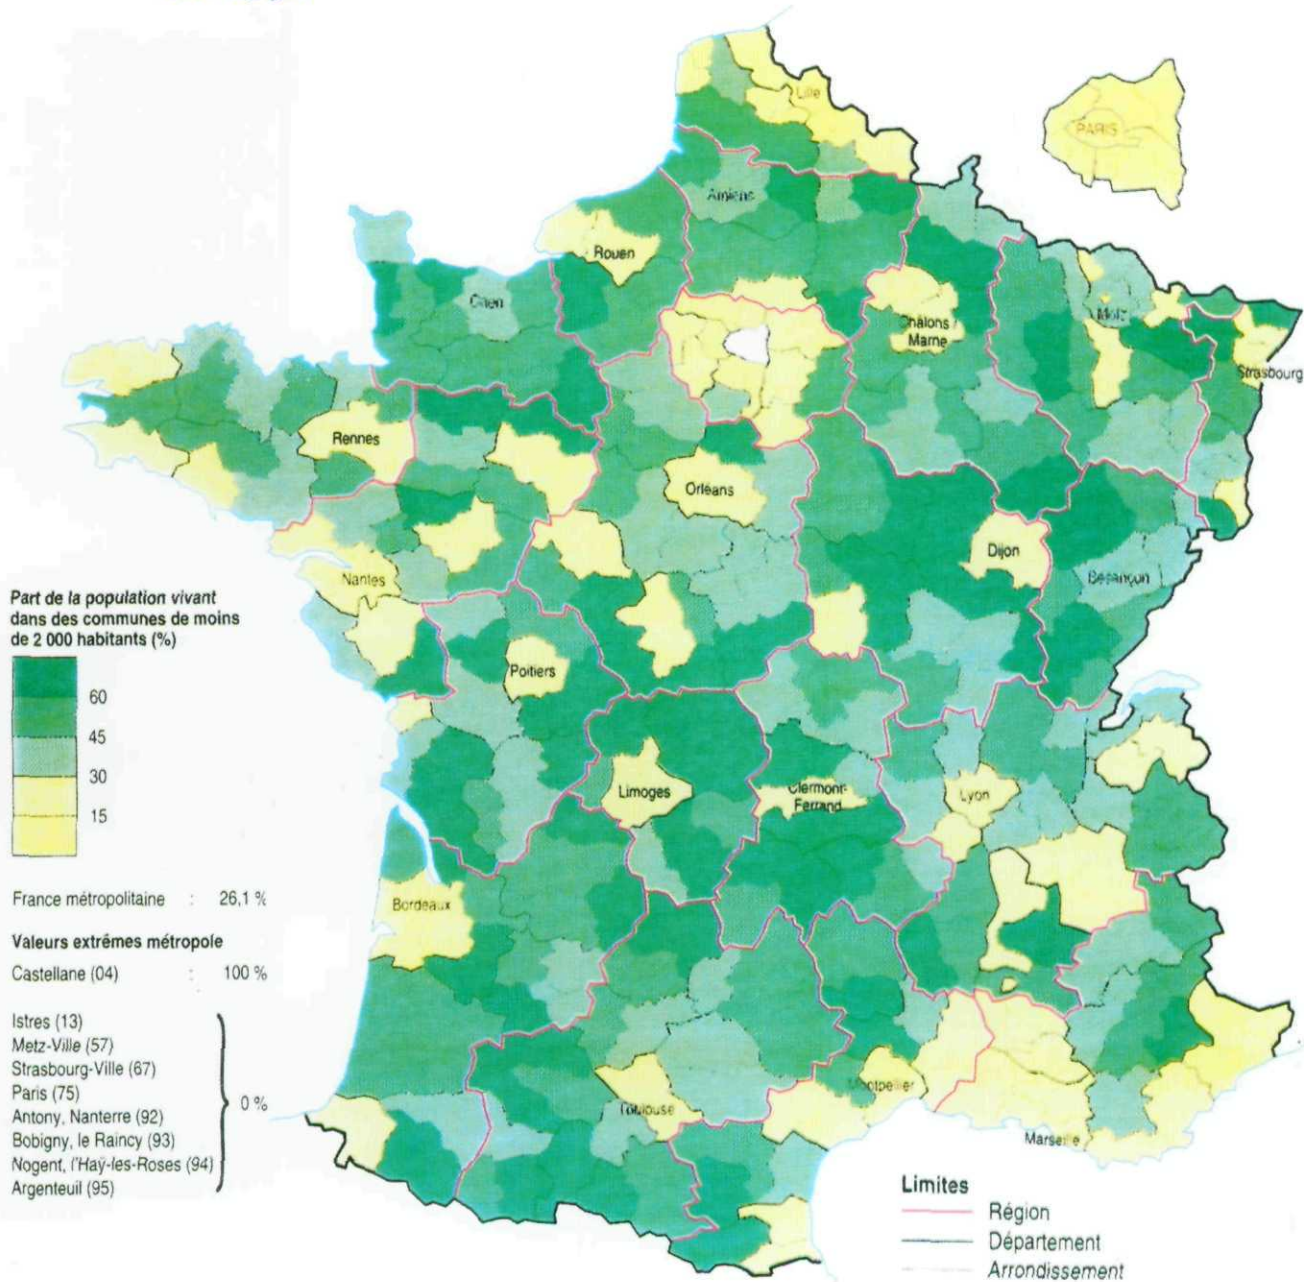 Lille
PARIS
Amiens
Rouen
Caen
Châlons /
Marne
Metz
Strasbourg
Rennes
Orléans
Dijon
Nantes
Besançon
Part de la population vivant
dans des communes de moins
de 2 000 habitants (%)
60
45
30
15
Poitiers
Limoges
Clermont-
Ferrand
Lyon
France métropolitaine : 26,1 %
Bordeaux
Valeurs extrêmes métropole
Castellane (04) : 100 %
Istres (13)
Metz-Ville (57)
Strasbourg-Ville (67)
Paris (75)
Antony, Nanterre (92)
Bobigny, le Raincy (93)
Nogent, l'Haÿ-les-Roses (94)
Argenteuil (95)
0 %
Montpellier
Toulouse
Marseille
Limites
Région
Département
Arrondissement